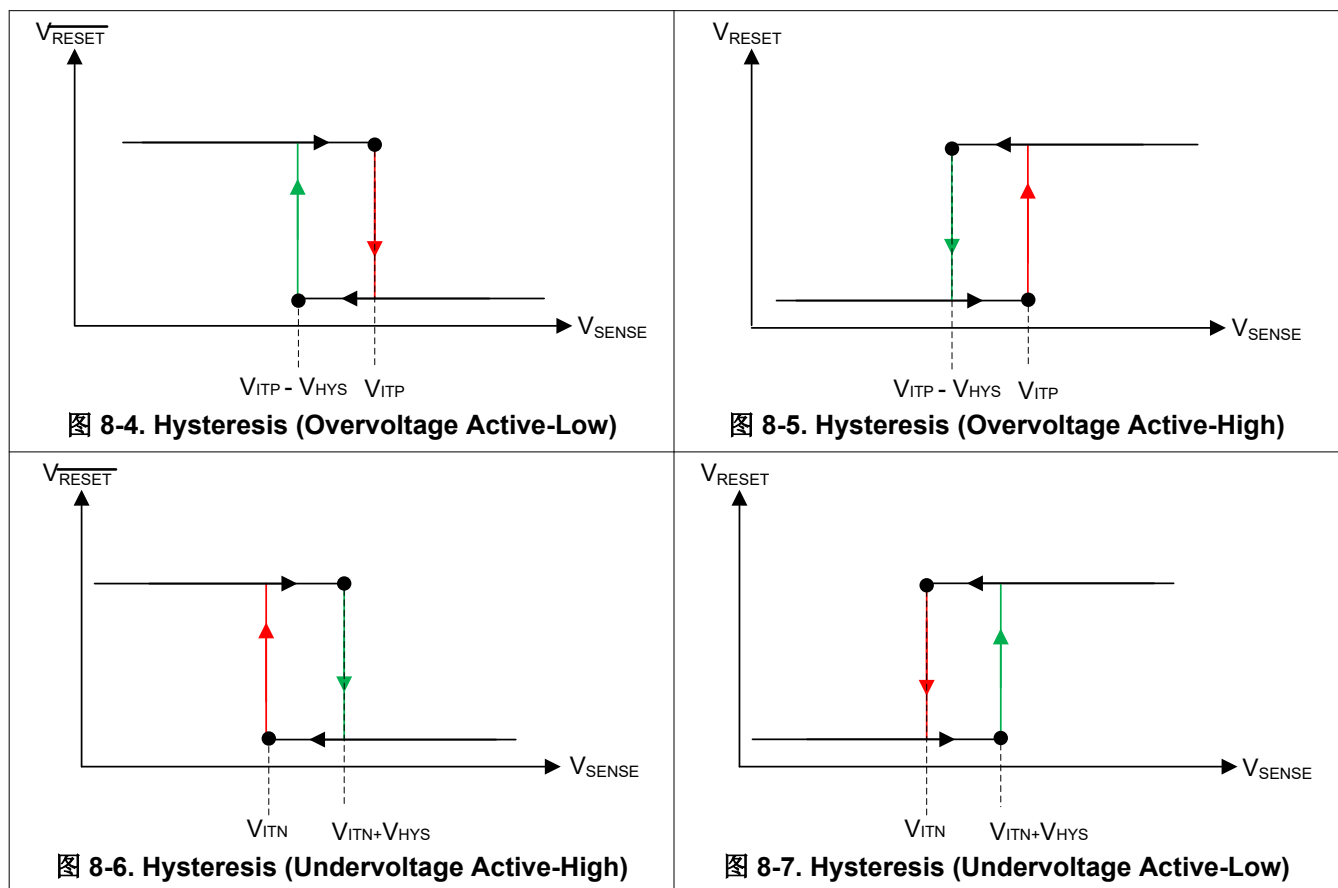 VRESET
VSENSE
VITP - VHYS VITP
图 8-4. Hysteresis (Overvoltage Active-Low)
VRESET
VSENSE
VITP - VHYS VITP
图 8-5. Hysteresis (Overvoltage Active-High)
VRESET
VSENSE
VITN VITN+VHYS
图 8-6. Hysteresis (Undervoltage Active-High)
VRESET
VSENSE
VITN VITN+VHYS
图 8-7. Hysteresis (Undervoltage Active-Low)